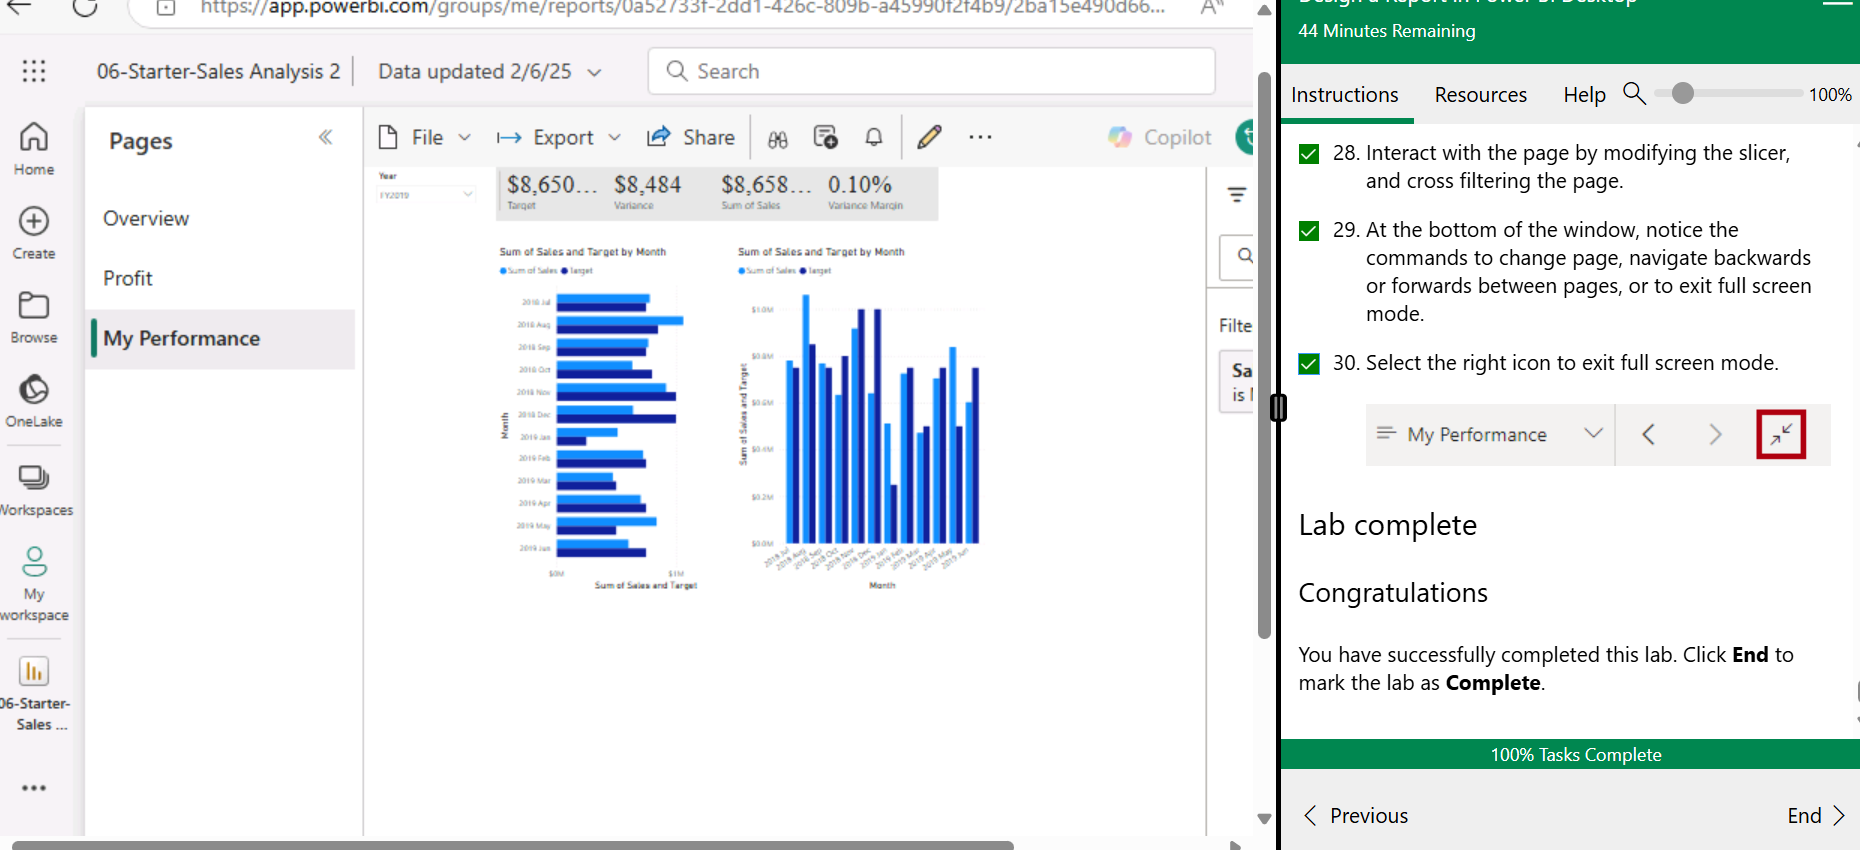 https://app.powerbi.com/groups/me/reports/0a52733f-2dd1-426c-809b-a45990f2f4b9/2ba15e490d66...
06-Starter-Sales Analysis 2
Data updated 2/6/25
Search
Home
Create
Browse
OneLake
Workspaces
My
workspace
06-Starter-
Sales ...
Pages
Overview
Profit
My Performance
File
Export
Share
Copilot
Year
FY2019
$8,650... $8,484 $8,658... 0.10%
Target Variance Sum of Sales Variance Margin
Sum of Sales and Target by Month
Sum of Sales Target
2018 Jul
2018 Aug
2018 Sep
2018 Oct
2018 Nov
2018 Dec
2019 Jan
2019 Feb
2019 Mar
2019 Apr
2019 May
2019 Jun
Month
$0M $1M
Sum of Sales and Target
Sum of Sales and Target by Month
Sum of Sales Target
$1.0M
$0.8M
$0.6M
$0.4M
$0.2M
$0.0M
Sum of Sales and Target
2018 Jul 2018 Aug 2018 Sep 2018 Oct 2018 Nov 2018 Dec 2019 Jan 2019 Feb 2019 Mar 2019 Apr 2019 May 2019 Jun
Month
Filte
Sa
is
44 Minutes Remaining
Instructions Resources Help 100%
28. Interact with the page by modifying the slicer,
and cross filtering the page.
29. At the bottom of the window, notice the
commands to change page, navigate backwards
or forwards between pages, or to exit full screen
mode.
30. Select the right icon to exit full screen mode.
My Performance
Lab complete
Congratulations
You have successfully completed this lab. Click End to
mark the lab as Complete.
100% Tasks Complete
Previous
End